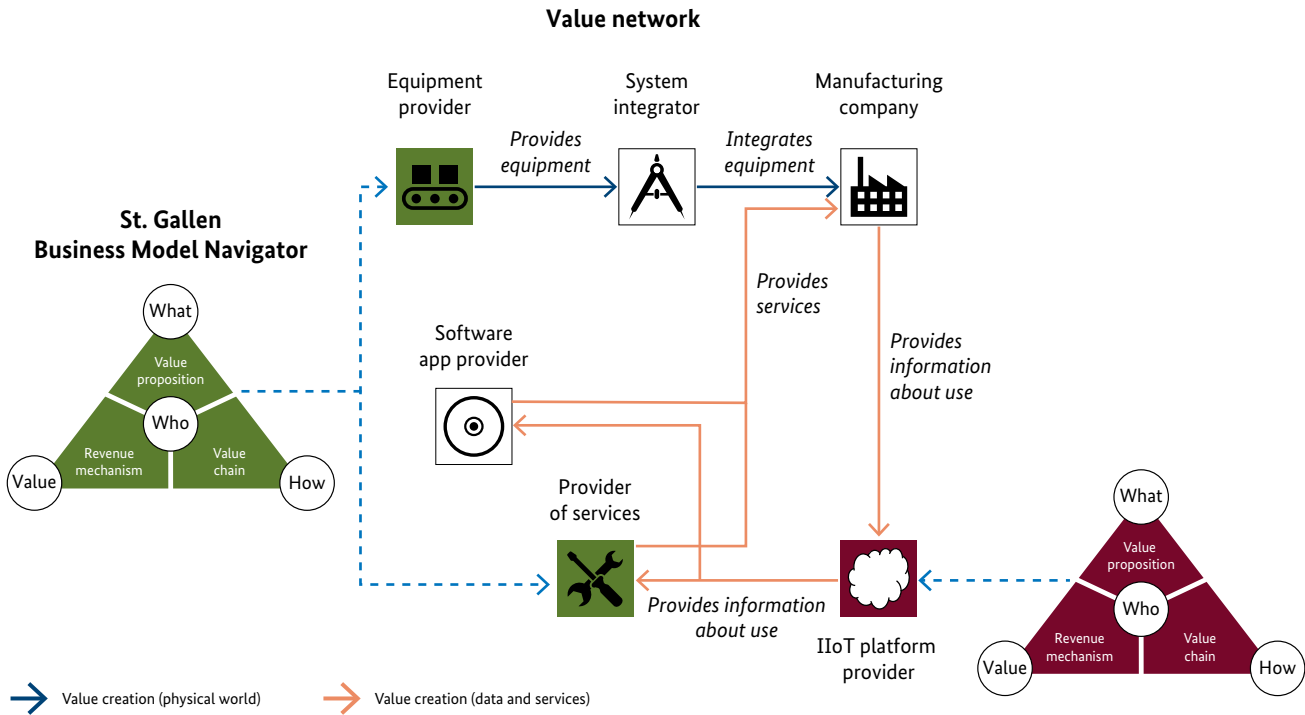 Value network
Equipment
provider
System
integrator
Manufacturing
company
Provides
equipment
Integrates
equipment
St. Gallen
Business Model Navigator
What
Value
proposition
Who
Revenue
mechanism
Value
chain
Value
How
Software
app provider
Provides
services
Provides
information
about use
Provider
of services
Provides information
about use
IIoT platform
provider
What
Value
proposition
Who
Revenue
mechanism
Value
chain
Value
How
Value creation (physical world)
Value creation (data and services)